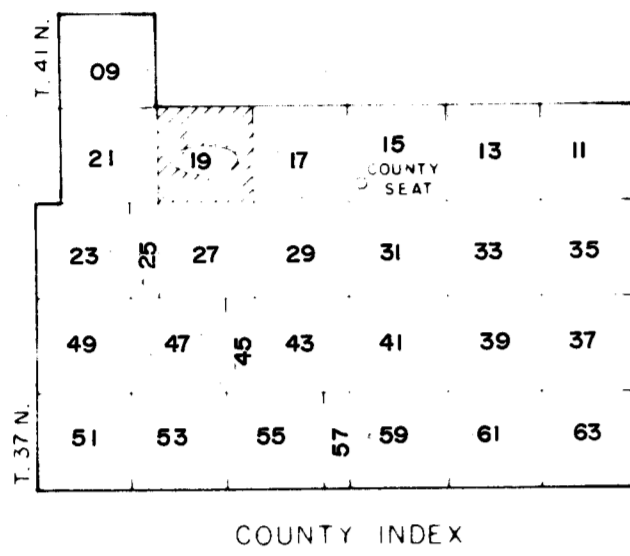 T. 41 N.
09
21 19 17 15 13 11
COUNTY
SEAT
23 25 27 29 31 33 35
49 47 45 43 41 39 37
T. 37 N.
51 53 55 57 59 61 63
COUNTY INDEX